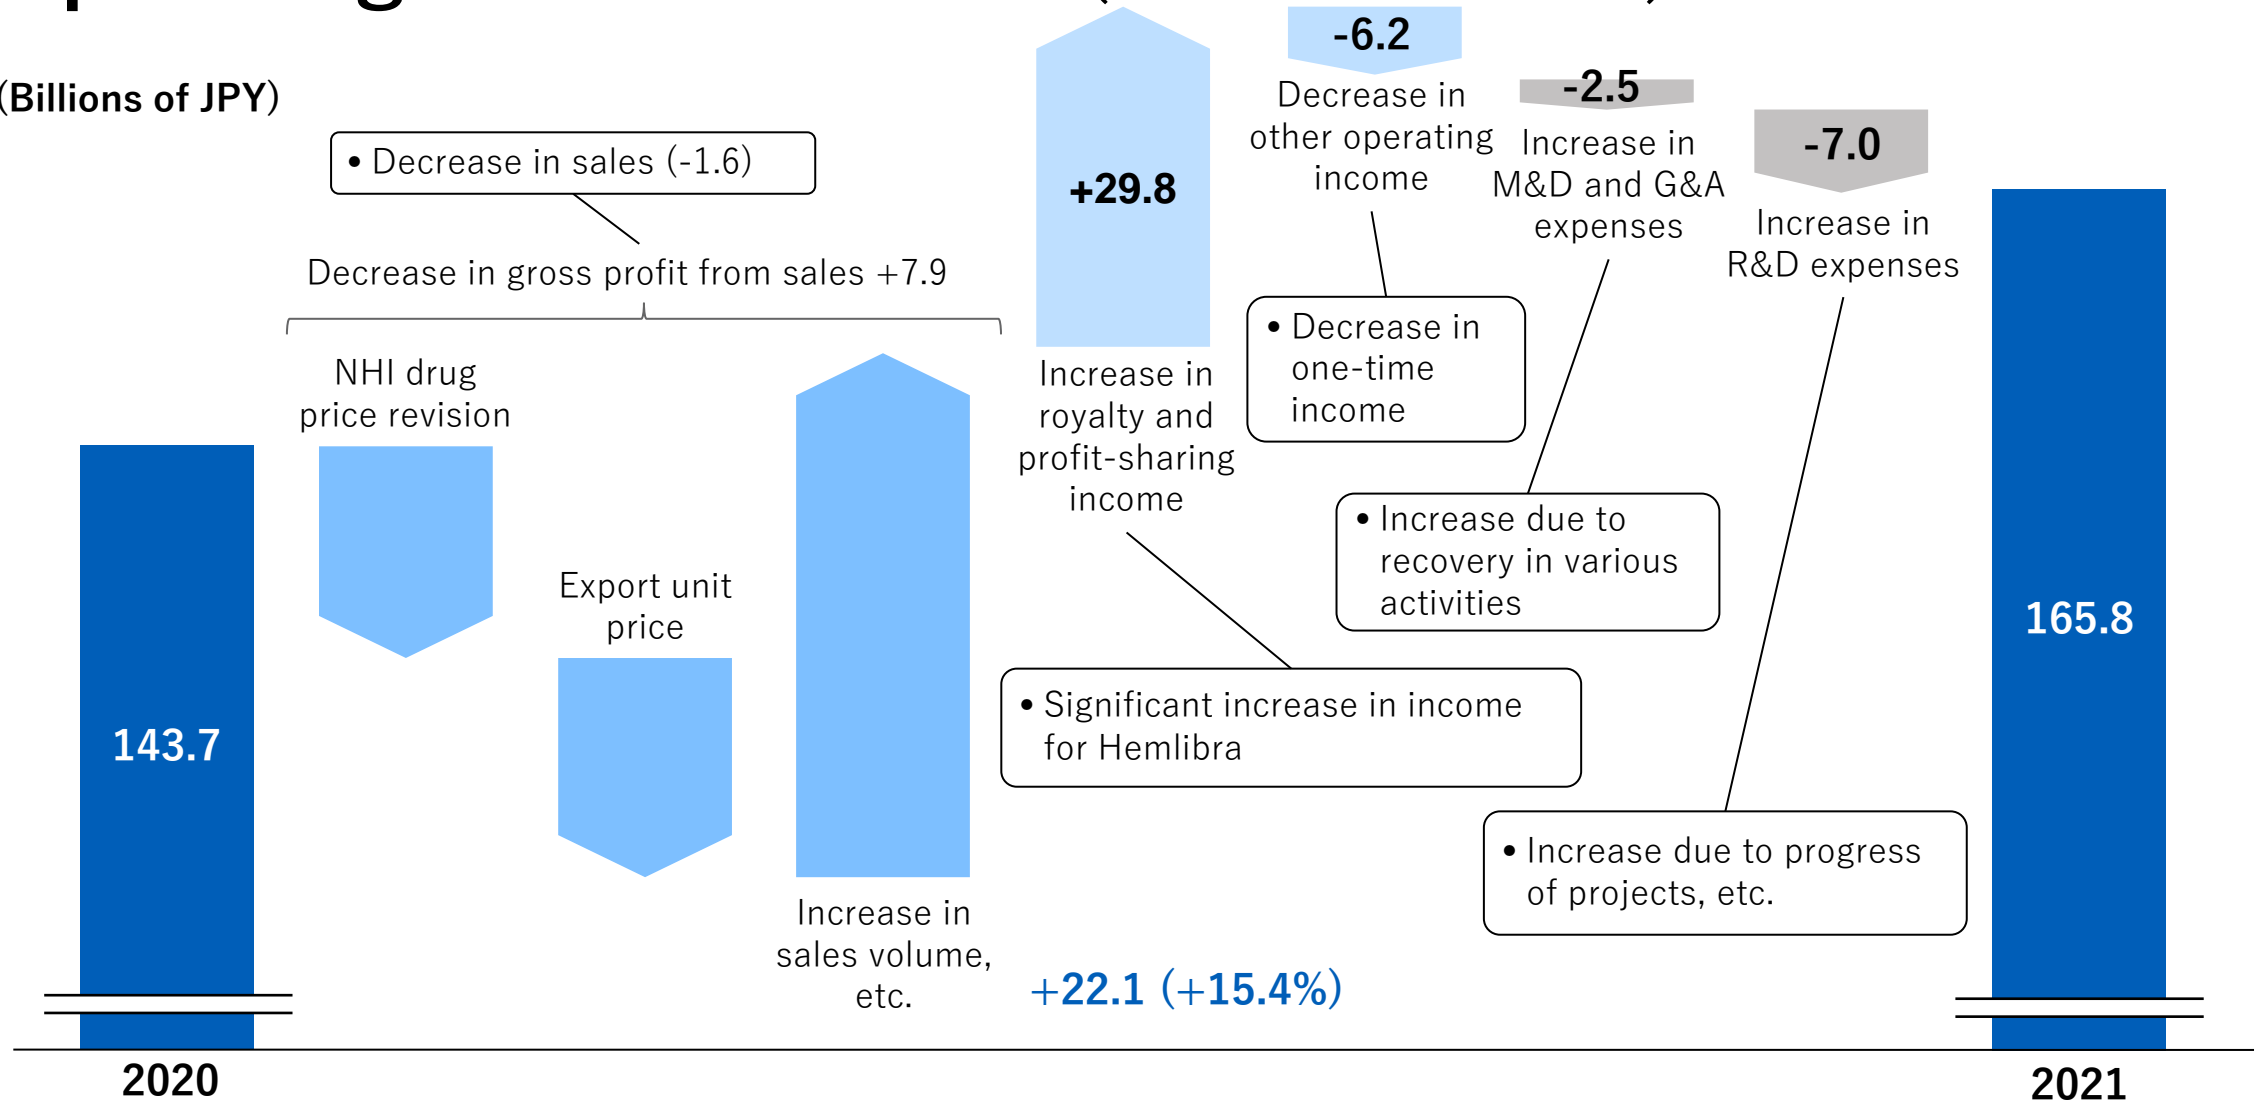 (Billions of JPY)
• Decrease in sales (-1.6)
Decrease in gross profit from sales +7.9
NHI drug
price revision
Export unit
price
Increase in
sales volume,
etc.
143.7
2020
+29.8
Increase in
royalty and
profit-sharing
income
• Significant increase in income
for Hemlibra
-6.2
Decrease in
other operating
income
• Decrease in
one-time
income
-2.5
Increase in
M&D and G&A
expenses
• Increase due to
recovery in various
activities
-7.0
Increase in
R&D expenses
• Increase due to progress
of projects, etc.
+22.1 (+15.4%)
165.8
2021